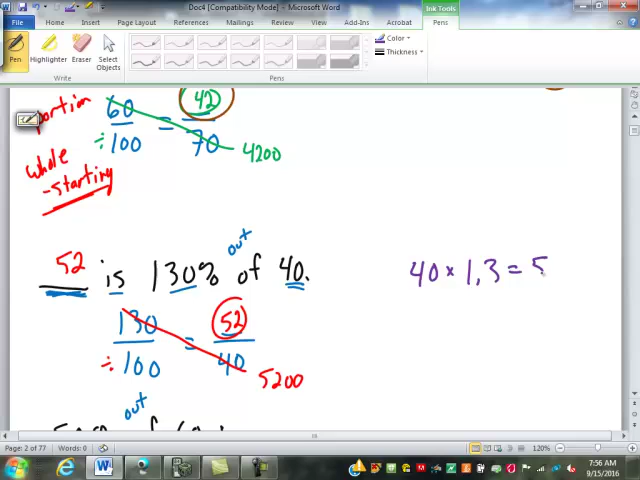 Doc4 [Compatibility Mode] - Microsoft Word
Ink Tools
File Home Insert Page Layout References Mailings Review View Add-Ins Acrobat Pens
Pen Highlighter Eraser Select Objects
Color
Thickness
Write
Pens
portion
60 = 42
÷ 100 70
4200
whole
-starting
out
52 is 130% of 40.
40 × 1.3 = 5
130 = 52
÷ 100 40
5200
out
Page: 2 of 77 Words: 0 120%
7:56 AM
9/15/2016